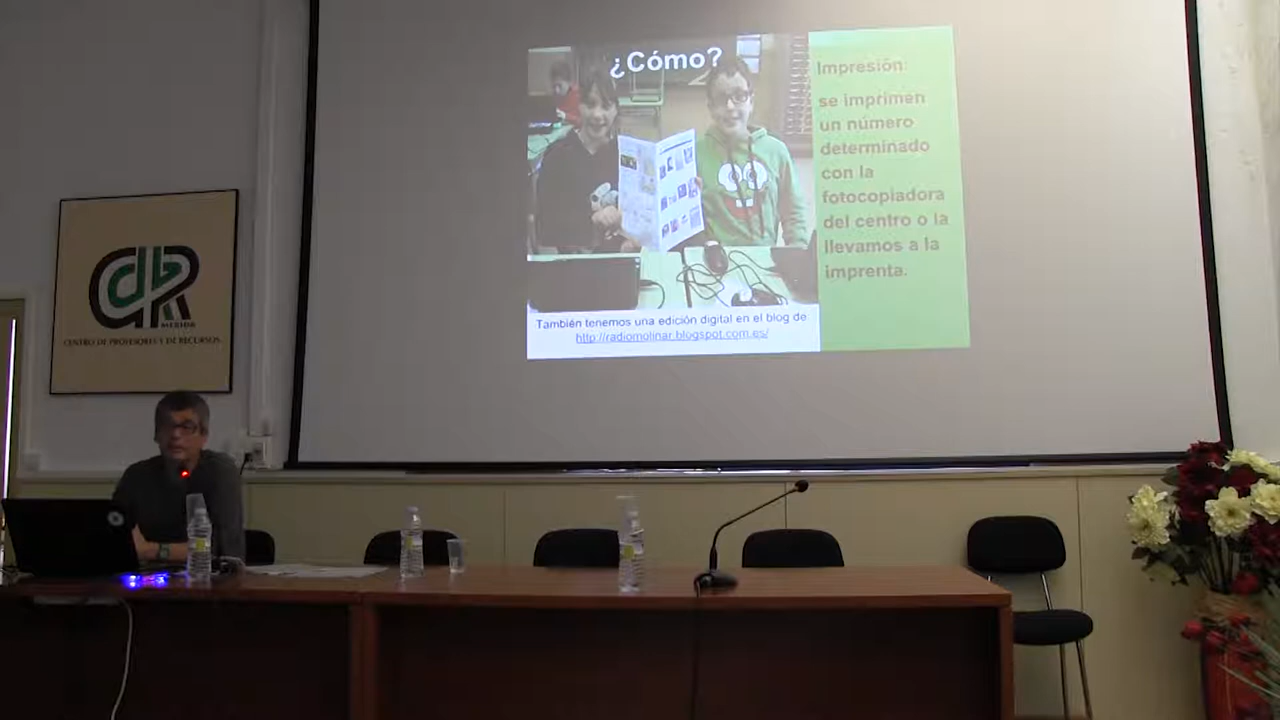 ¿Cómo?
Impresión:
se imprimen
un número
determinado
con la
fotocopiadora
del centro o la
llevamos a la
imprenta.
También tenemos una edición digital en el blog de:
http://radiomolinar.blogspot.com.es/
MERIDA
CENTRO DE PROFESORES Y DE RECURSOS